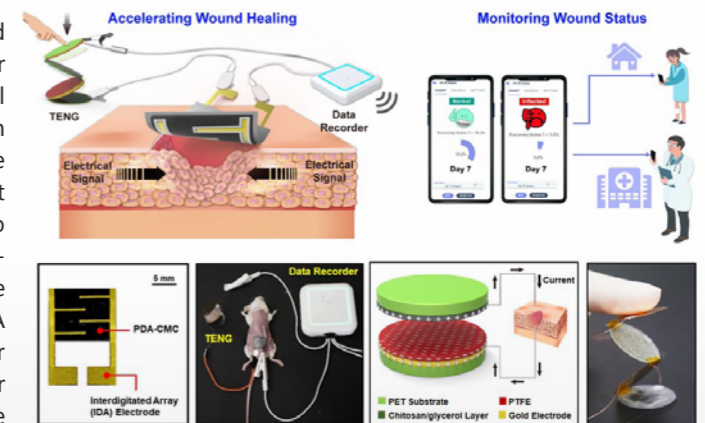 Accelerating Wound Healing
Monitoring Wound Status
TENG
Data
Recorder
Electrical
Signal
Electrical
Signal
Normal
Infected
Day 7
Day 7
5 mm
PDA-CMC
Interdigitated Array
(IDA) Electrode
Data Recorder
TENG
Current
PET Substrate
PTFE
Chitosan/glycerol Layer
Gold Electrode